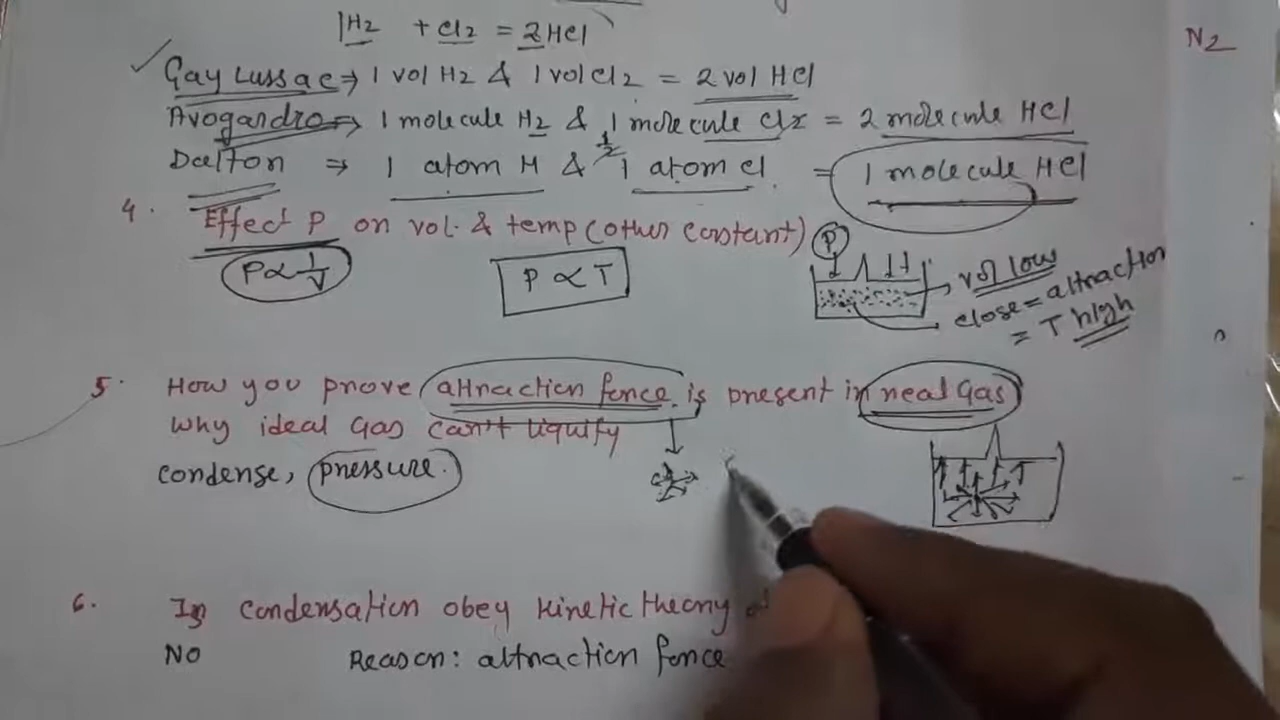 1H2 + Cl2 = 2HCl
N2
Gay Lussac ⇒ 1 vol H2 & 1 vol Cl2 = 2 vol HCl
Avogardro ⇒ 1 molecule H2 & 1 molecule Clx = 2 molecule HCl
1/2
Dalton ⇒ 1 atom H & 1 atom Cl = 1 molecule HCl
4. Effect P on vol. & temp (other constant)
P
P ∝ 1/V
P ∝ T
vol low
close = attraction
= T high
5. How you prove attraction force is present in real Gas
Why ideal Gas can't liquify
condense, pressure.
6. In condensation obey kinetic theory
NO Reason: attraction force